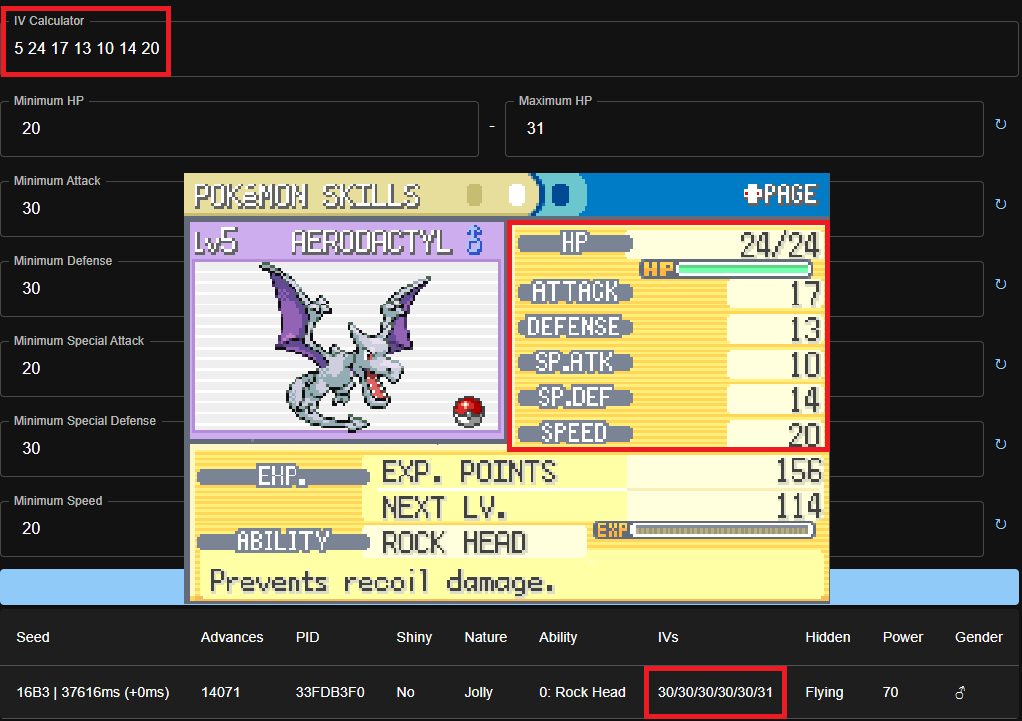 IV Calculator
5 24 17 13 10 14 20
Minimum HP
20
-
Maximum HP
31
Minimum Attack
30
Minimum Defense
30
Minimum Special Attack
20
Minimum Special Defense
30
Minimum Speed
20
POKéMON SKILLS
PAGE
Lv5 AERODACTYL ♂
HP 24/24
HP
ATTACK 17
DEFENSE 13
SP.ATK 10
SP.DEF 14
SPEED 20
EXP. EXP. POINTS 156
NEXT LV. 114
EXP
ABILITY ROCK HEAD
Prevents recoil damage.
Seed Advances PID Shiny Nature Ability IVs Hidden Power Gender
16B3 | 37616ms (+0ms) 14071 33FDB3F0 No Jolly 0: Rock Head 30/30/30/30/30/31 Flying 70 ♂